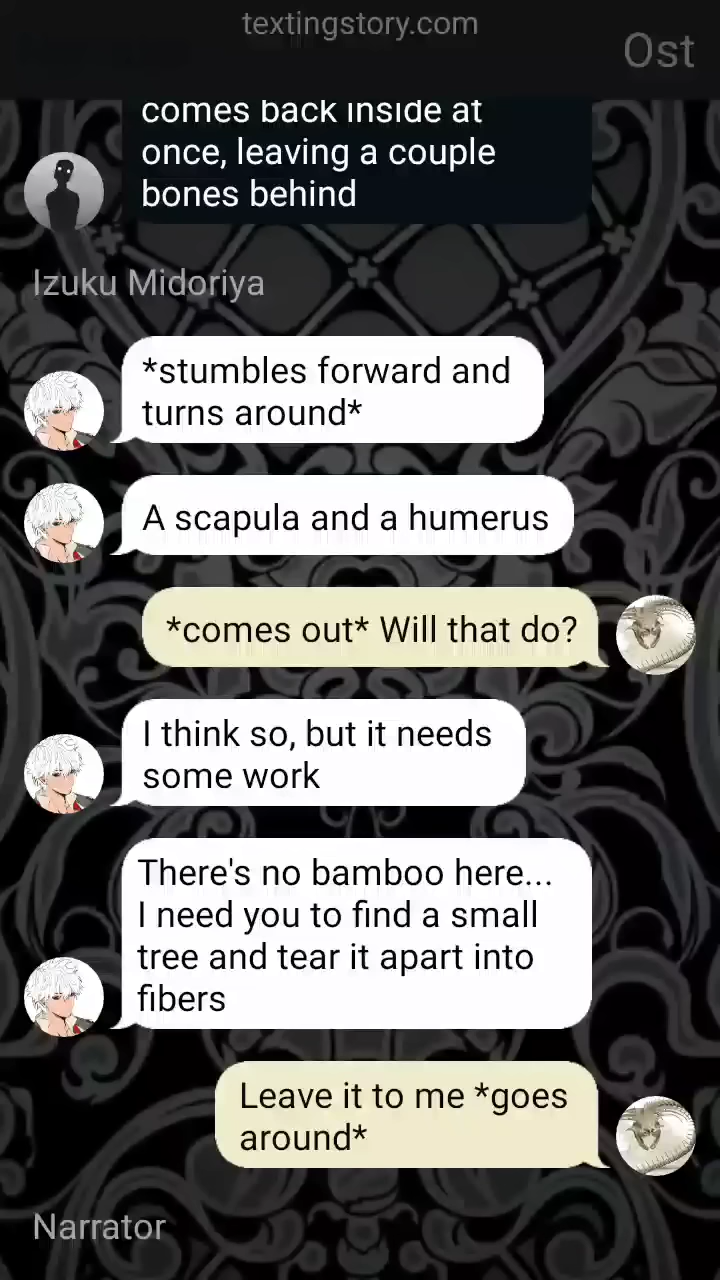 textingstory.com
Ost
comes back inside at
once, leaving a couple
bones behind
Izuku Midoriya
*stumbles forward and
turns around*
A scapula and a humerus
*comes out* Will that do?
I think so, but it needs
some work
There's no bamboo here...
I need you to find a small
tree and tear it apart into
fibers
Leave it to me *goes
around*
Narrator